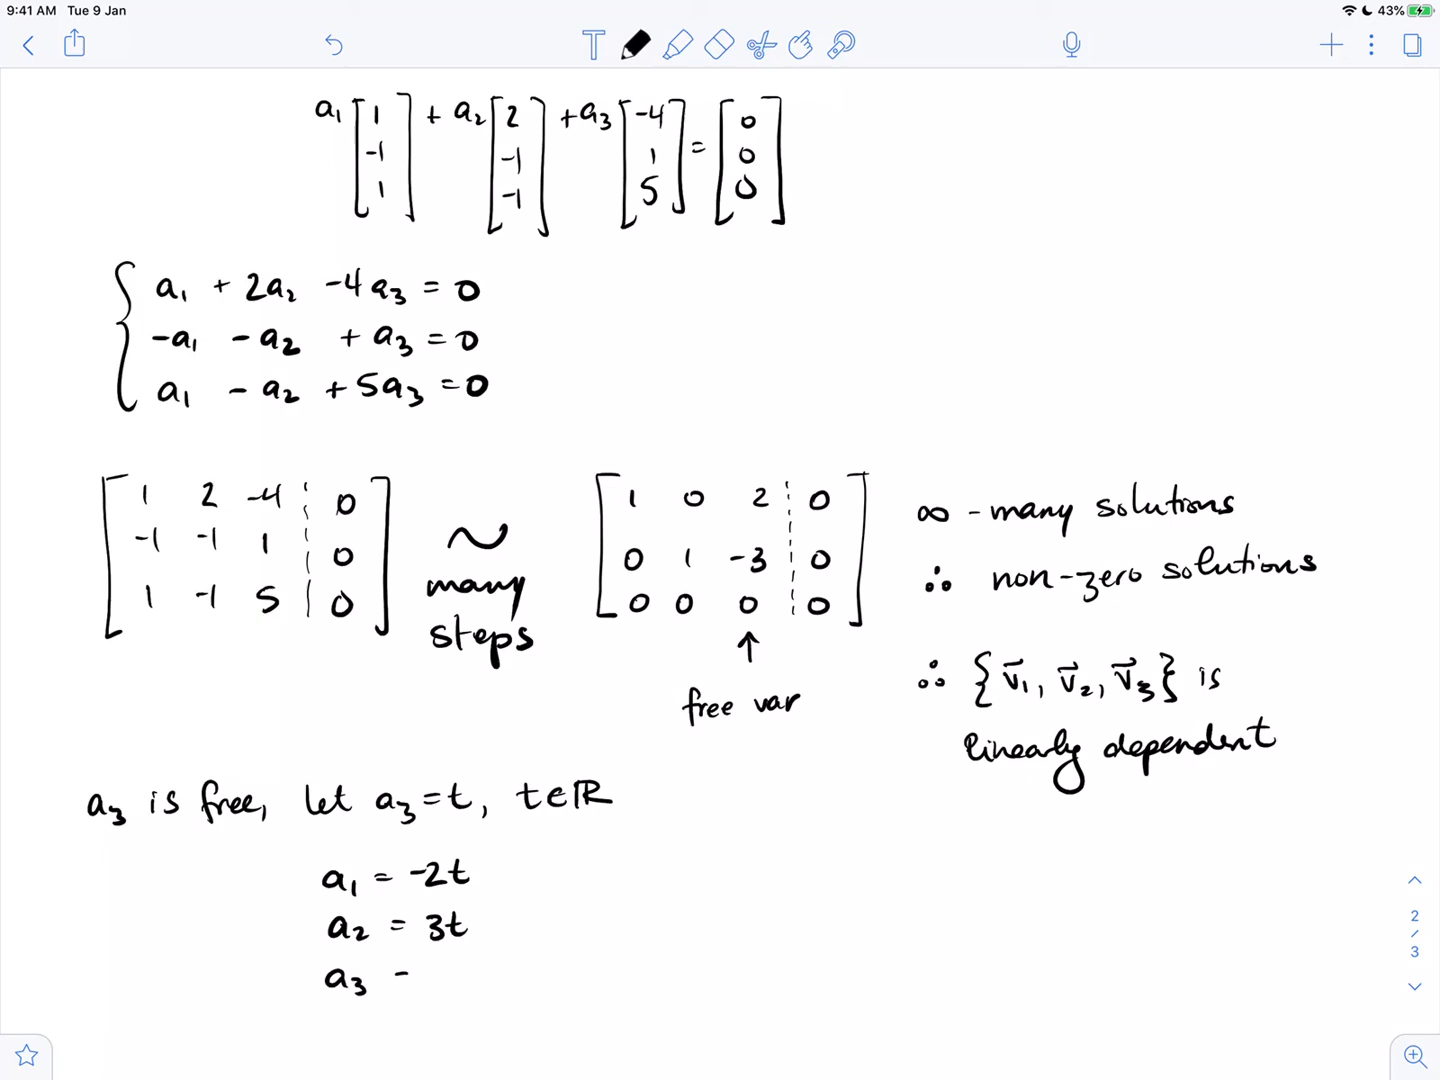 9:41 AM Tue 9 Jan 43%
a₁ [1 -1 1] + a₂ [2 -1 -1] + a₃ [-4 1 5] = [0 0 0]
a₁ + 2a₂ -4a₃ = 0
-a₁ - a₂ + a₃ = 0
a₁ - a₂ + 5a₃ = 0
1 2 -4 0
-1 -1 1 0
1 -1 5 0
~
many
steps
1 0 2 0
0 1 -3 0
0 0 0 0
↑
free var
∞ - many solutions
∴ non-zero solutions
∴ {v⃗₁, v⃗₂, v⃗₃} is
linearly dependent
a₃ is free, let a₃ = t, t∈ℝ
a₁ = -2t
a₂ = 3t
a₃ -
2
/
3